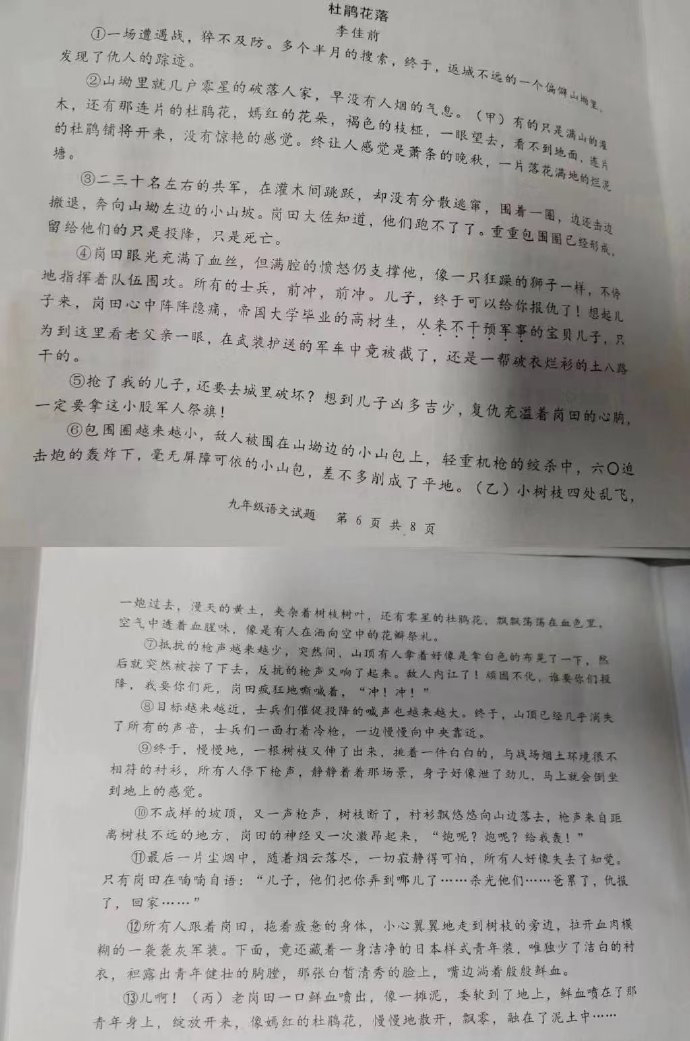 杜鹃花落
李佳前
①一场遭遇战，猝不及防。多个半月的搜索，终于，返城不远的一个偏僻山坳里，
发现了仇人的踪迹。
②山坳里就几户零星的破落人家，早没有人烟的气息。（甲）有的只是满山的灌
木，还有那连片的杜鹃花，嫣红的花朵，褐色的枝桠，一眼望去，看不到地面，连片
的杜鹃铺将开来，没有惊艳的感觉。终让人感觉是萧条的晚秋，一片落花满地的烂泥
塘。
③二三十名左右的共军，在灌木间跳跃，却没有分散逃窜，围着一圈，边还击边
搬退，奔向山坳左边的小山坡。岗田大佐知道，他们跑不了了。重重包围圈已经形成，
留给他们的只是投降，只是死亡。
④岗田眼光充满了血丝，但满腔的愤怒仍支撑他，像一只狂躁的狮子一样，不停
地指挥着队伍围攻。所有的士兵，前冲，前冲。儿子，终于可以给你报仇了！想起儿
子来，岗田心中阵阵隐痛，帝国大学毕业的高材生，从来不干预军事的宝贝儿子，只
为到这里看老父亲一眼，在武装护送的军车中竟被截了，还是一帮破衣烂衫的土八路
干的。
⑤抢了我的儿子，还要去城里破坏？想到儿子凶多吉少，复仇充溢着岗田的心胸，
一定要拿这小股军人祭旗！
⑥包围圈越来越小，敌人被围在山坳边的小山包上，轻重机枪的绞杀中，六〇迫
击炮的轰炸下，毫无屏障可依的小山包，差不多削成了平地。（乙）小树枝四处乱飞，
九年级语文试题 第 6 页 共 8 页
一炮过去，漫天的黄土，夹杂着树枝树叶，还有零星的杜鹃花，飘飘荡荡在血色里，
空气中透着血腥味，像是有人在洒向空中的花瓣祭礼。
⑦抵抗的枪声越来越少，突然间，山顶有人拿着好像是拿白色的布晃了一下，然
后就突然被按了下去，反抗的枪声又响了起来。敌人内讧了！顽固不化，谁要你们投
降，我要你们死，岗田疯狂地嘶喊着，“冲！冲！”
⑧目标越来越近，士兵们催促投降的喊声也越来越大。终于，山顶已经几乎消失
了所有的声音，士兵们一面打着冷枪，一边慢慢向中央靠近。
⑨终于，慢慢地，一根树枝又伸了出来，挑着一件白白的，与战场烟土环境很不
相符的衬衫，所有人停下枪声，静静看着那场景，身子好像泄了劲儿，马上就会倒坐
到地上的感觉。
⑩不成样的坡顶，又一声枪声，树枝断了，衬衫飘悠悠向山边落去，枪声来自距
离树枝不远的地方，岗田的神经又一次激昂起来，“炮呢？炮呢？给我轰！”
⑪最后一片尘烟中，随着烟云落尽，一切寂静得可怕，所有人好像失去了知觉。
只有岗田在喃喃自语：“儿子，他们把你弄到哪儿了……杀光他们……爸累了，仇报
了，回家……”
⑫所有人跟着岗田，拖着疲惫的身体，小心翼翼地走到树枝的旁边，拉开血肉模
糊的一袭袭灰军装。下面，竟还藏着一身洁净的日本样式青年装，唯独少了洁白的衬
衣，袒露出青年健壮的胸膛，那张白皙清秀的脸上，嘴边淌着殷殷鲜血。
⑬儿啊！（丙）老岗田一口鲜血喷出，像一摊泥，委软到了地上，鲜血喷在了那
青年身上，绽放开来，像嫣红的杜鹃花，慢慢地散开，飘零，融在了泥土中……